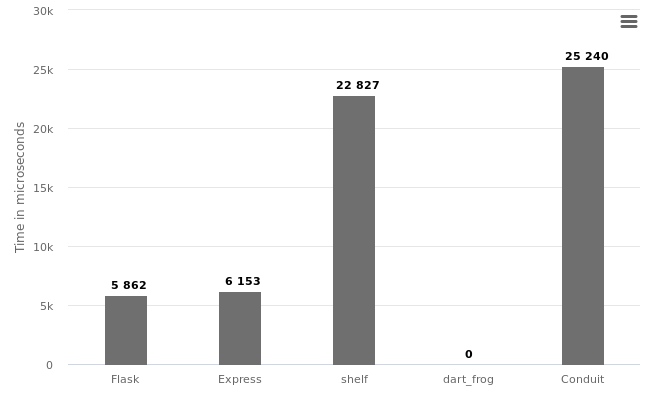 30k
25 240
25k
22 827
20k
Time in microseconds
15k
10k
5 862
6 153
5k
0
0
Flask
Express
shelf
dart_frog
Conduit